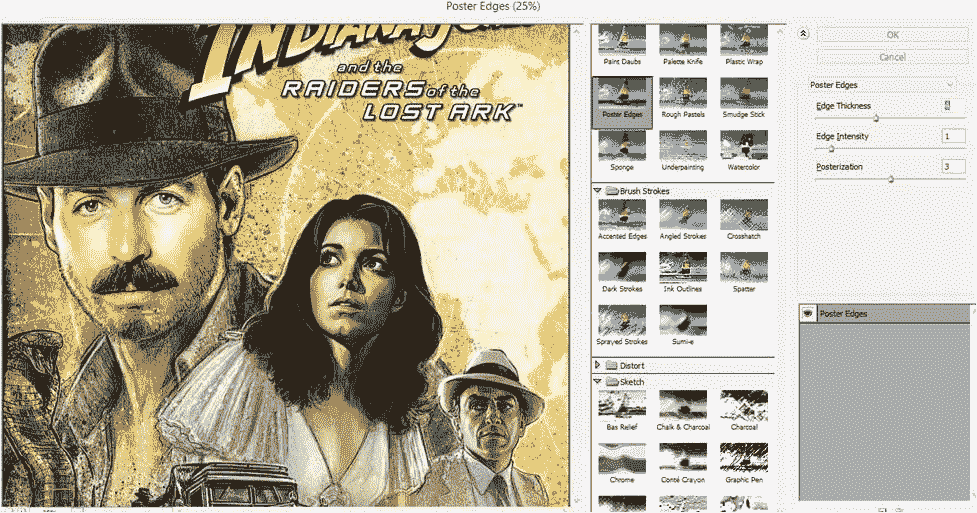 Poster Edges (25%)
INDIANA J
and the
RAIDERS of the
LOST ARK™
Paint Daubs
Palette Knife
Plastic Wrap
Poster Edges
Rough Pastels
Smudge Stick
Sponge
Underpainting
Watercolor
Brush Strokes
Accented Edges
Angled Strokes
Crosshatch
Dark Strokes
Ink Outlines
Spatter
Sprayed Strokes
Sumi-e
Distort
Sketch
Bas Relief
Chalk & Charcoal
Charcoal
Chrome
Conté Crayon
Graphic Pen
OK
Cancel
Poster Edges
Edge Thickness
Edge Intensity
1
Posterization
3
Poster Edges